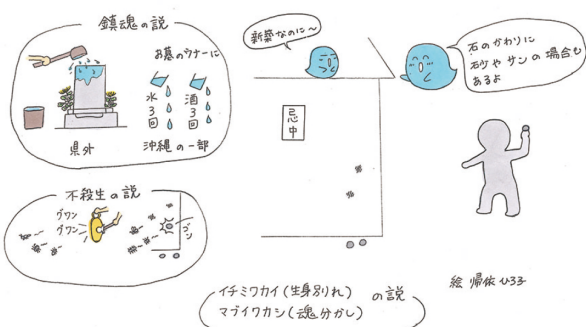 鎮魂の説
お墓のウナーに
水3回
酒3回
県外
沖縄の一部
不殺生の説
グワン
グワン
ゴン
新築なのに〜
忌中
石のかわりに
砂やサンの場合も
あるよ
イチミワカイ(生身別れ)
マブイワカシ(魂分かし)
の説
絵 帰依